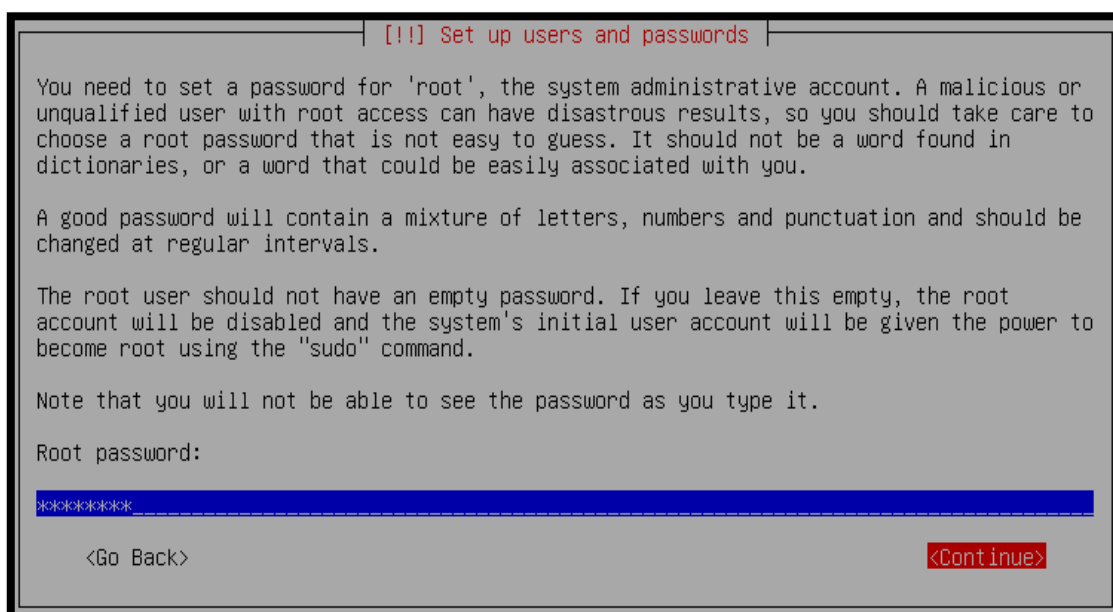 [!!] Set up users and passwords
You need to set a password for 'root', the system administrative account. A malicious or
unqualified user with root access can have disastrous results, so you should take care to
choose a root password that is not easy to guess. It should not be a word found in
dictionaries, or a word that could be easily associated with you.
A good password will contain a mixture of letters, numbers and punctuation and should be
changed at regular intervals.
The root user should not have an empty password. If you leave this empty, the root
account will be disabled and the system's initial user account will be given the power to
become root using the "sudo" command.
Note that you will not be able to see the password as you type it.
Root password:
********
<Go Back> <Continue>